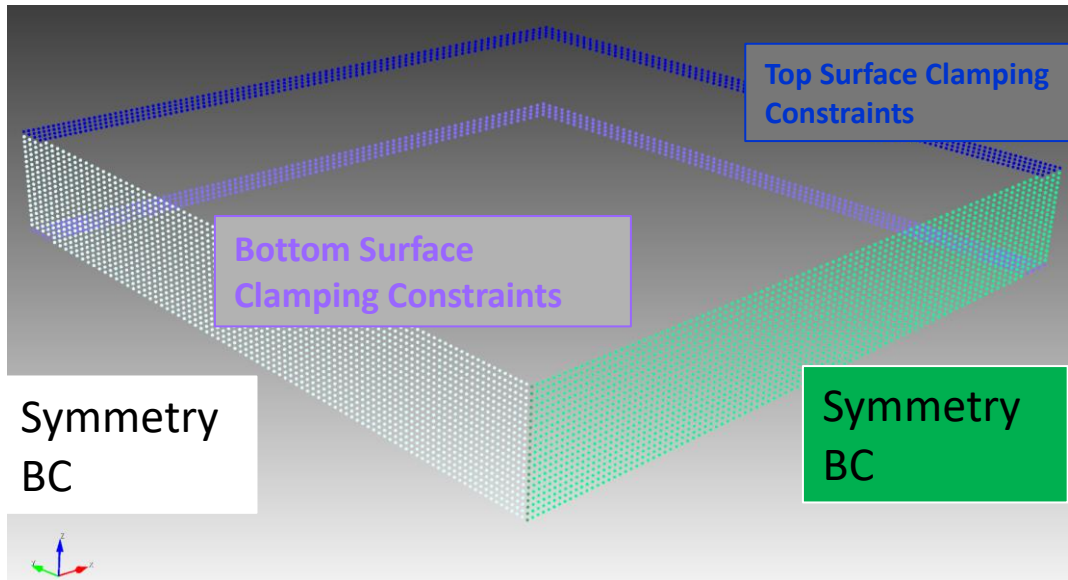 Top Surface Clamping
Constraints
Bottom Surface
Clamping Constraints
Symmetry
BC
Symmetry
BC
z
y
x